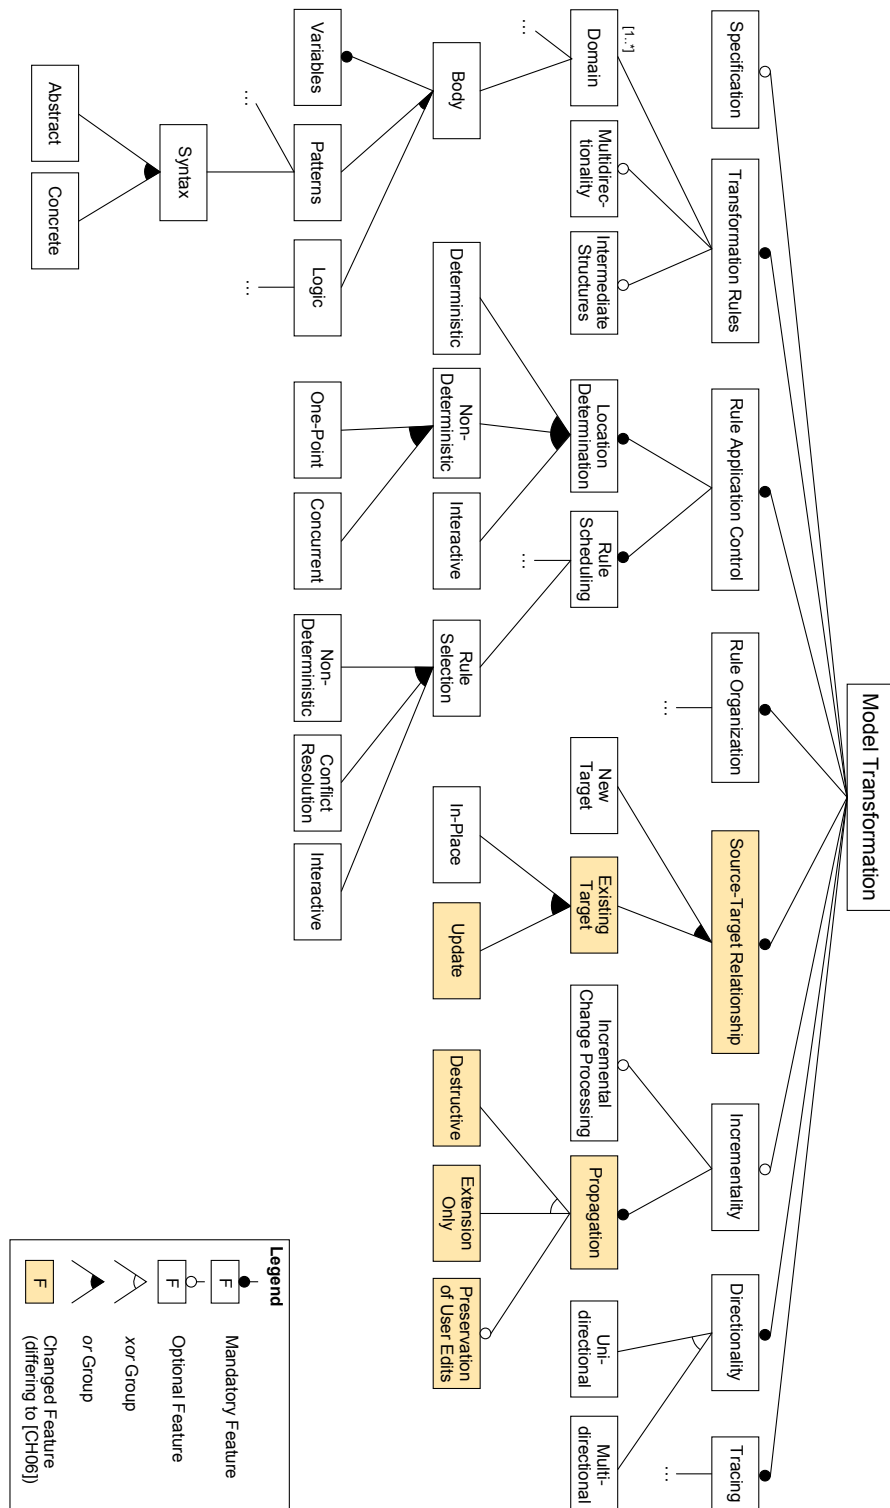 Model Transformation
Specification
Transformation Rules
Rule Application Control
Rule Organization
Source-Target Relationship
Incrementality
Directionality
Tracing
[1..*]
Domain
Multidirec-
tionality
Intermediate
Structures
Location
Determination
Rule
Scheduling
...
New
Target
Existing
Target
Incremental
Change Processing
Propagation
Uni-
directional
Multi-
directional
...
...
Body
Deterministic
Non-
Deterministic
Interactive
...
Rule
Selection
In-Place
Update
Destructive
Extension
Only
Preservation
of User Edits
Variables
Patterns
Logic
One-Point
Concurrent
Non-
Deterministic
Conflict
Resolution
Interactive
...
...
Syntax
Abstract
Concrete
Legend
F
Mandatory Feature
F
Optional Feature
xor Group
or Group
F
Changed Feature
(differing to [CH06])